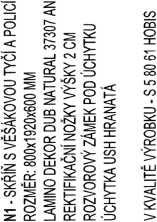 N1 - SKŘÍŇ S VĚŠÁKOVOU TYČÍ A POLICÍ
ROZMĚR: 800x1920x600 MM
LAMINO DEKOR DUB NATURAL 37307 AN
REKTIFIKAČNÍ NOŽKY VÝŠKY 2 CM
ROZVOROVÝ ZÁMEK POD ÚCHYTKU
ÚCHYTKA USH HRANATÁ
V KVALITĚ VÝROBKU - S E 80 61 HOBIS